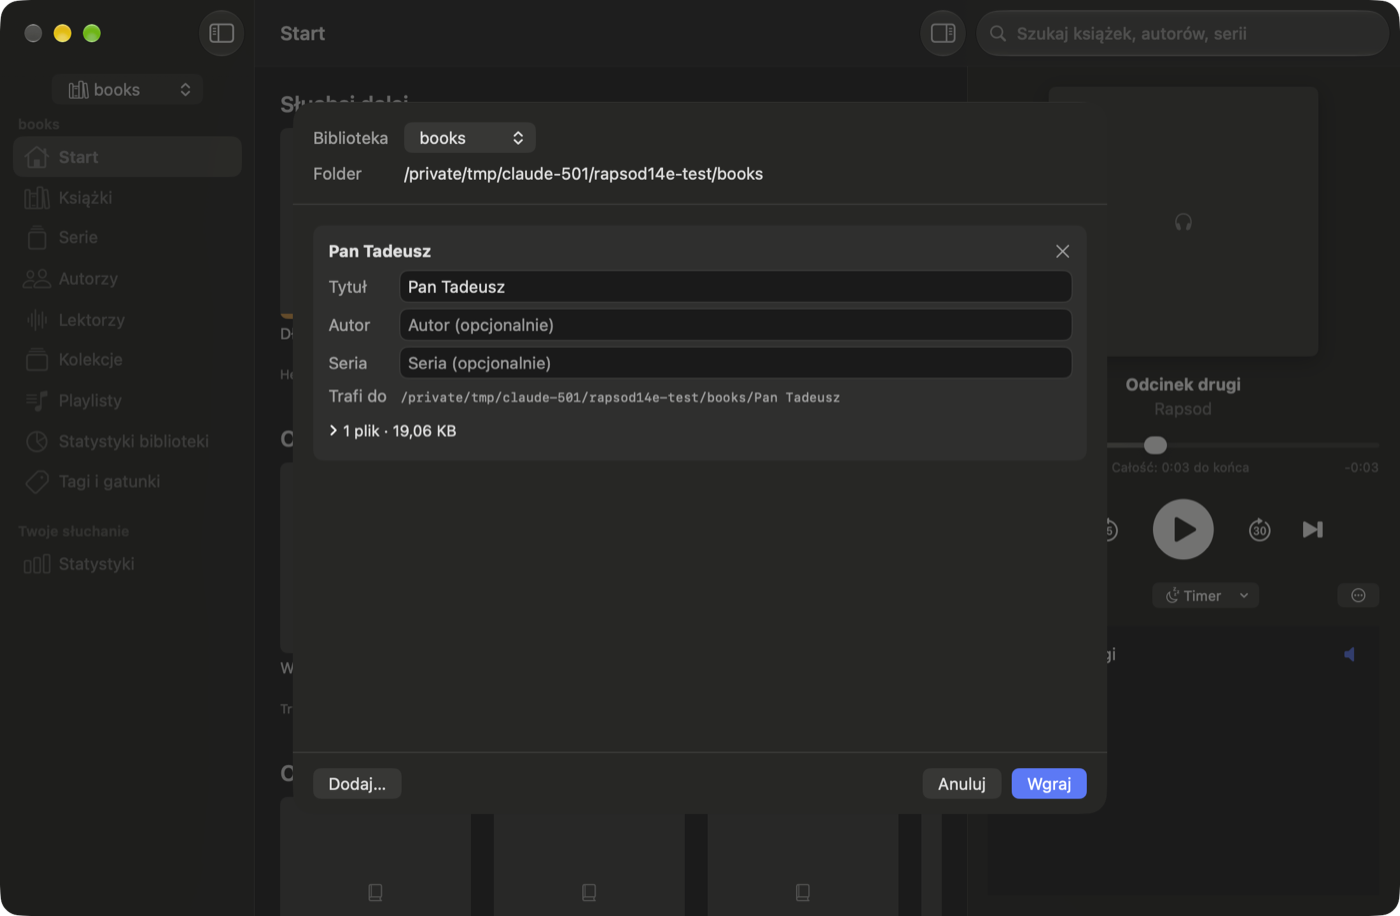 Start
Szukaj książek, autorów, serii
books
books
Start
Książki
Serie
Autorzy
Lektorzy
Kolekcje
Playlisty
Statystyki biblioteki
Tagi i gatunki
Twoje słuchanie
Statystyki
Biblioteka books
Folder /private/tmp/claude-501/rapsod14e-test/books
Pan Tadeusz
Tytuł Pan Tadeusz
Autor Autor (opcjonalnie)
Seria Seria (opcjonalnie)
Trafi do /private/tmp/claude-501/rapsod14e-test/books/Pan Tadeusz
1 plik · 19,06 KB
Dodaj...
Anuluj
Wgraj
Odcinek drugi
Rapsod
Całość: 0:03 do końca
-0:03
30
Timer